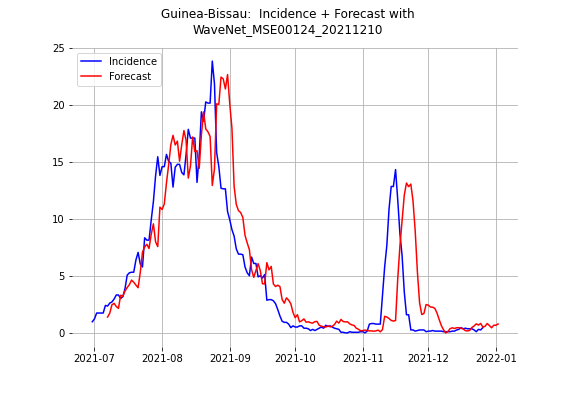 Guinea-Bissau:  Incidence + Forecast with
WaveNet_MSE00124_20211210
Incidence
Forecast
25
20
15
10
5
0
2021-07 2021-08 2021-09 2021-10 2021-11 2021-12 2022-01